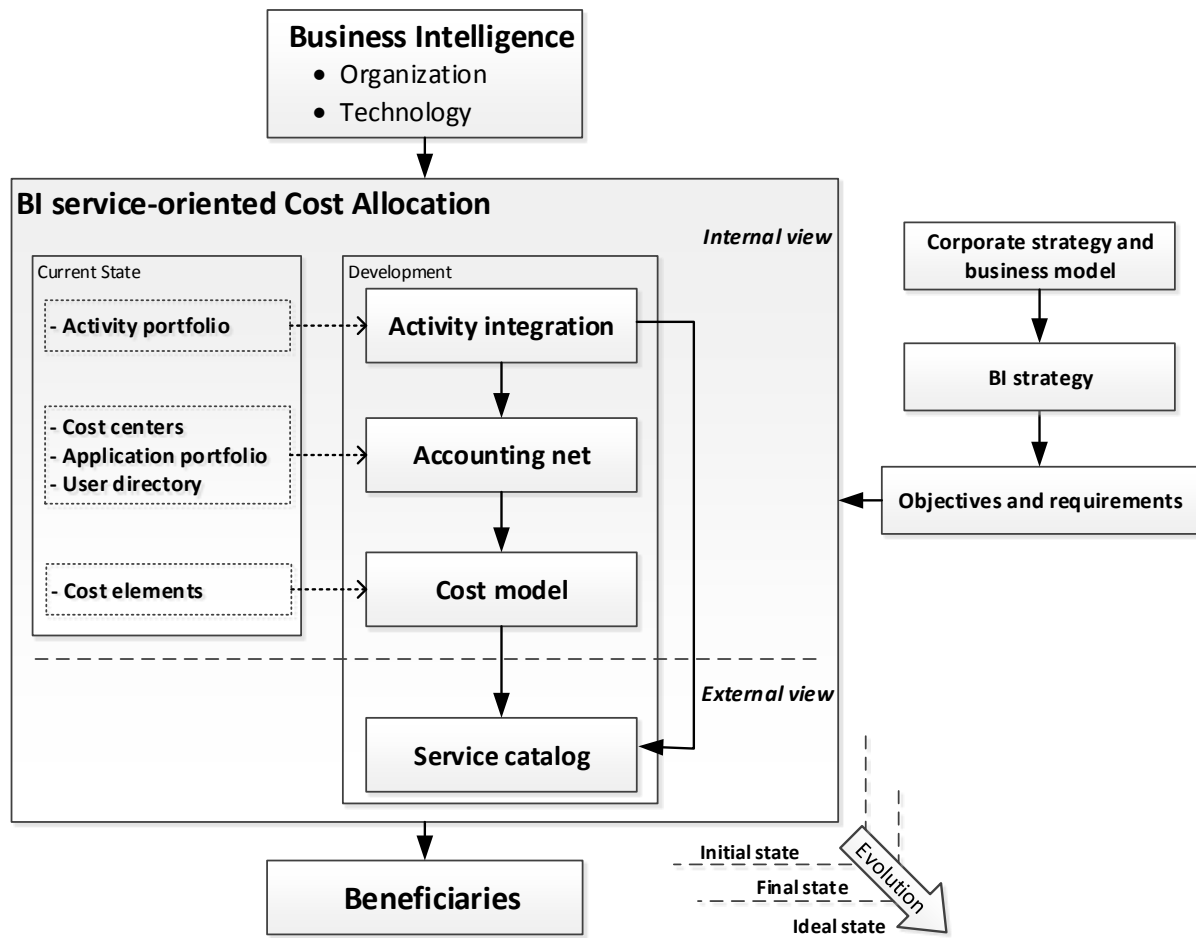 Business Intelligence
• Organization
• Technology
BI service-oriented Cost Allocation
Internal view
Current State
- Activity portfolio
- Cost centers
- Application portfolio
- User directory
- Cost elements
Development
Activity integration
Accounting net
Cost model
External view
Service catalog
Corporate strategy and
business model
BI strategy
Objectives and requirements
Beneficiaries
Initial state
Final state
Ideal state
Evolution